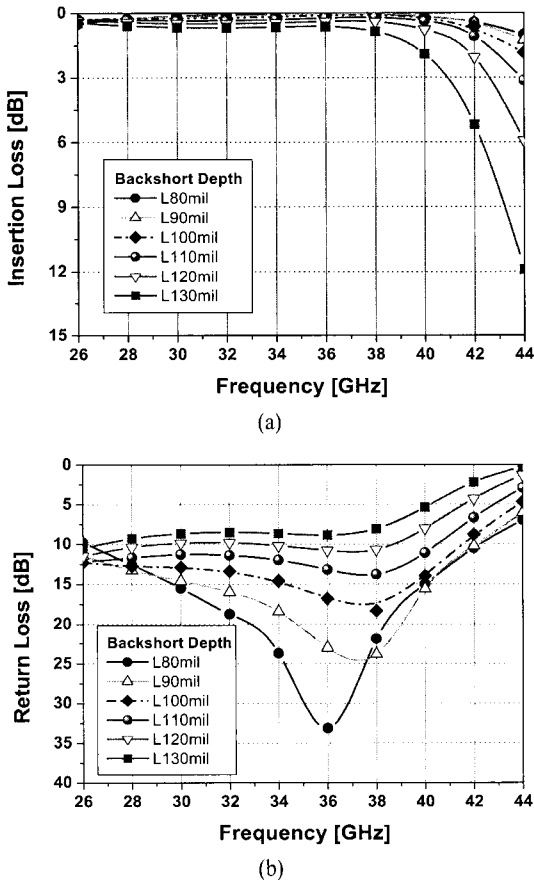 0
3
6
9
12
15
Insertion Loss [dB]
Backshort Depth
L80mil
L90mil
L100mil
L110mil
L120mil
L130mil
26 28 30 32 34 36 38 40 42 44
Frequency [GHz]
(a)
0
5
10
15
20
25
30
35
40
Return Loss [dB]
Backshort Depth
L80mil
L90mil
L100mil
L110mil
L120mil
L130mil
26 28 30 32 34 36 38 40 42 44
Frequency [GHz]
(b)